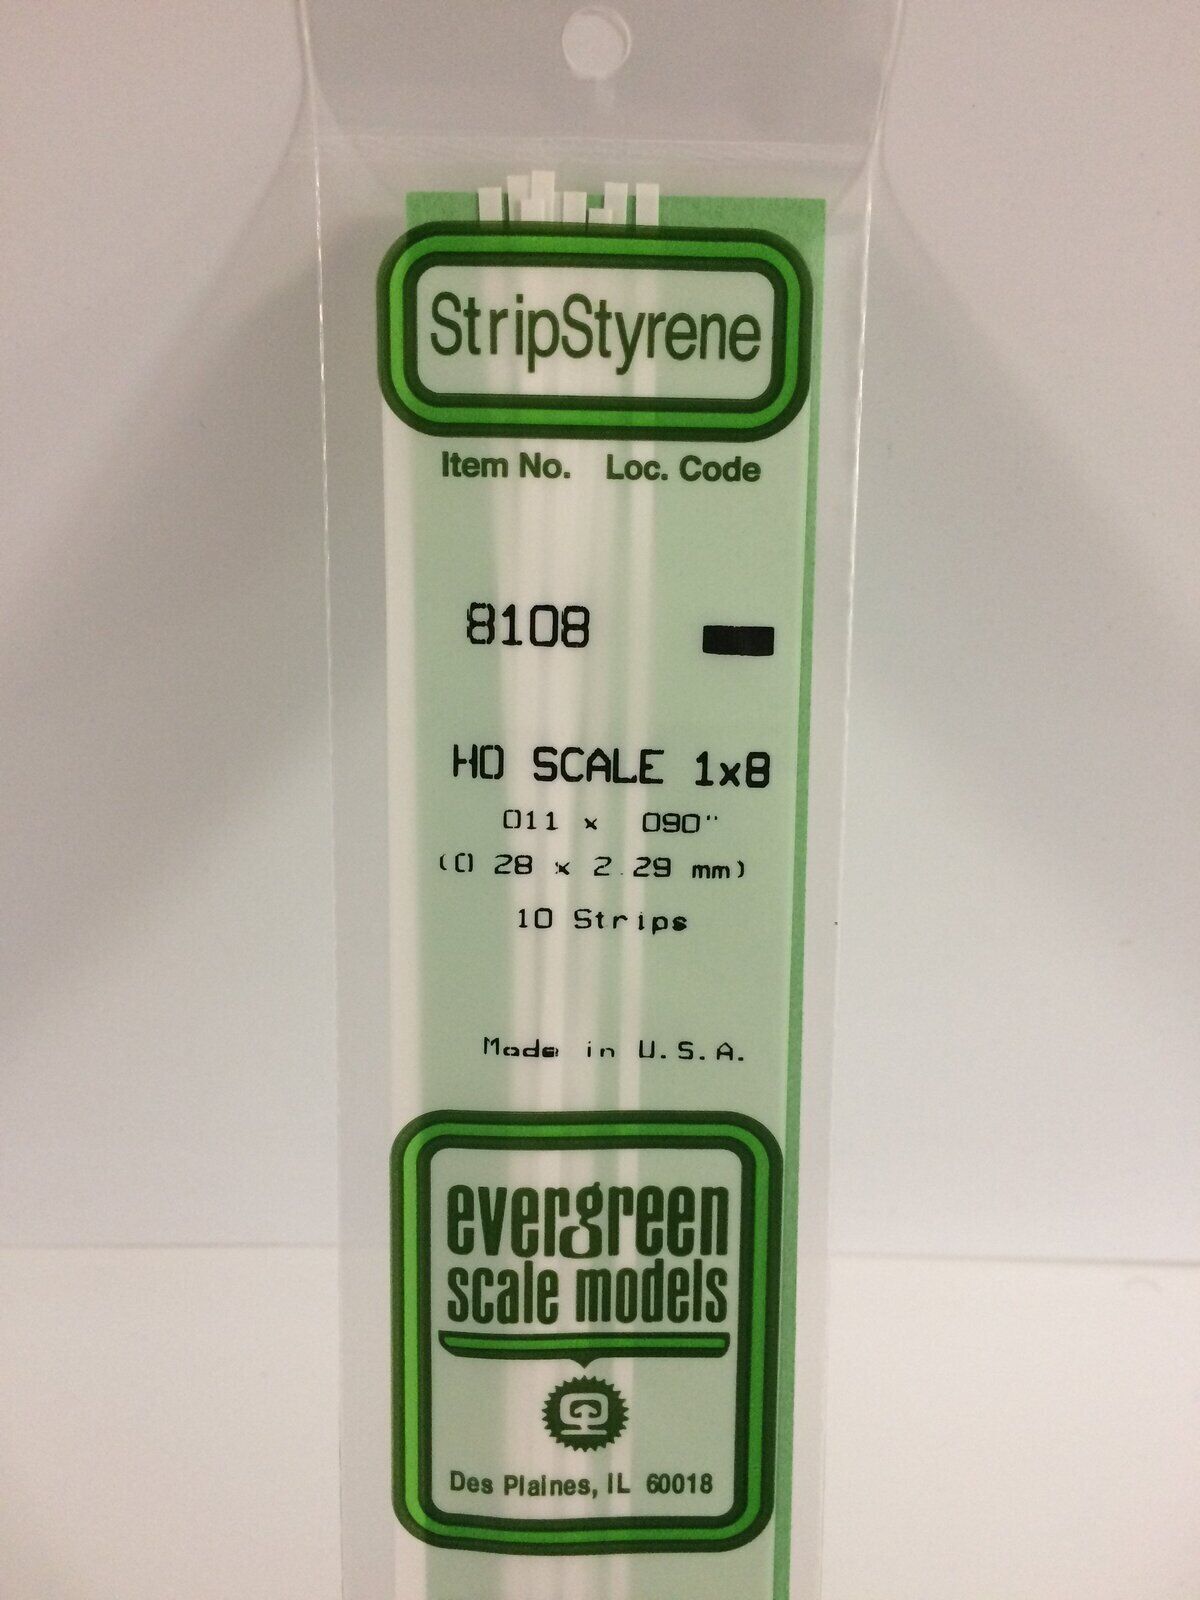 StripStyrene
Item No. Loc. Code
8108
HO SCALE 1x8
011 x 090"
(0 28 x 2.29 mm)
10 Strips
Made in U.S.A.
evergreen
scale models
Des Plaines, IL 60018